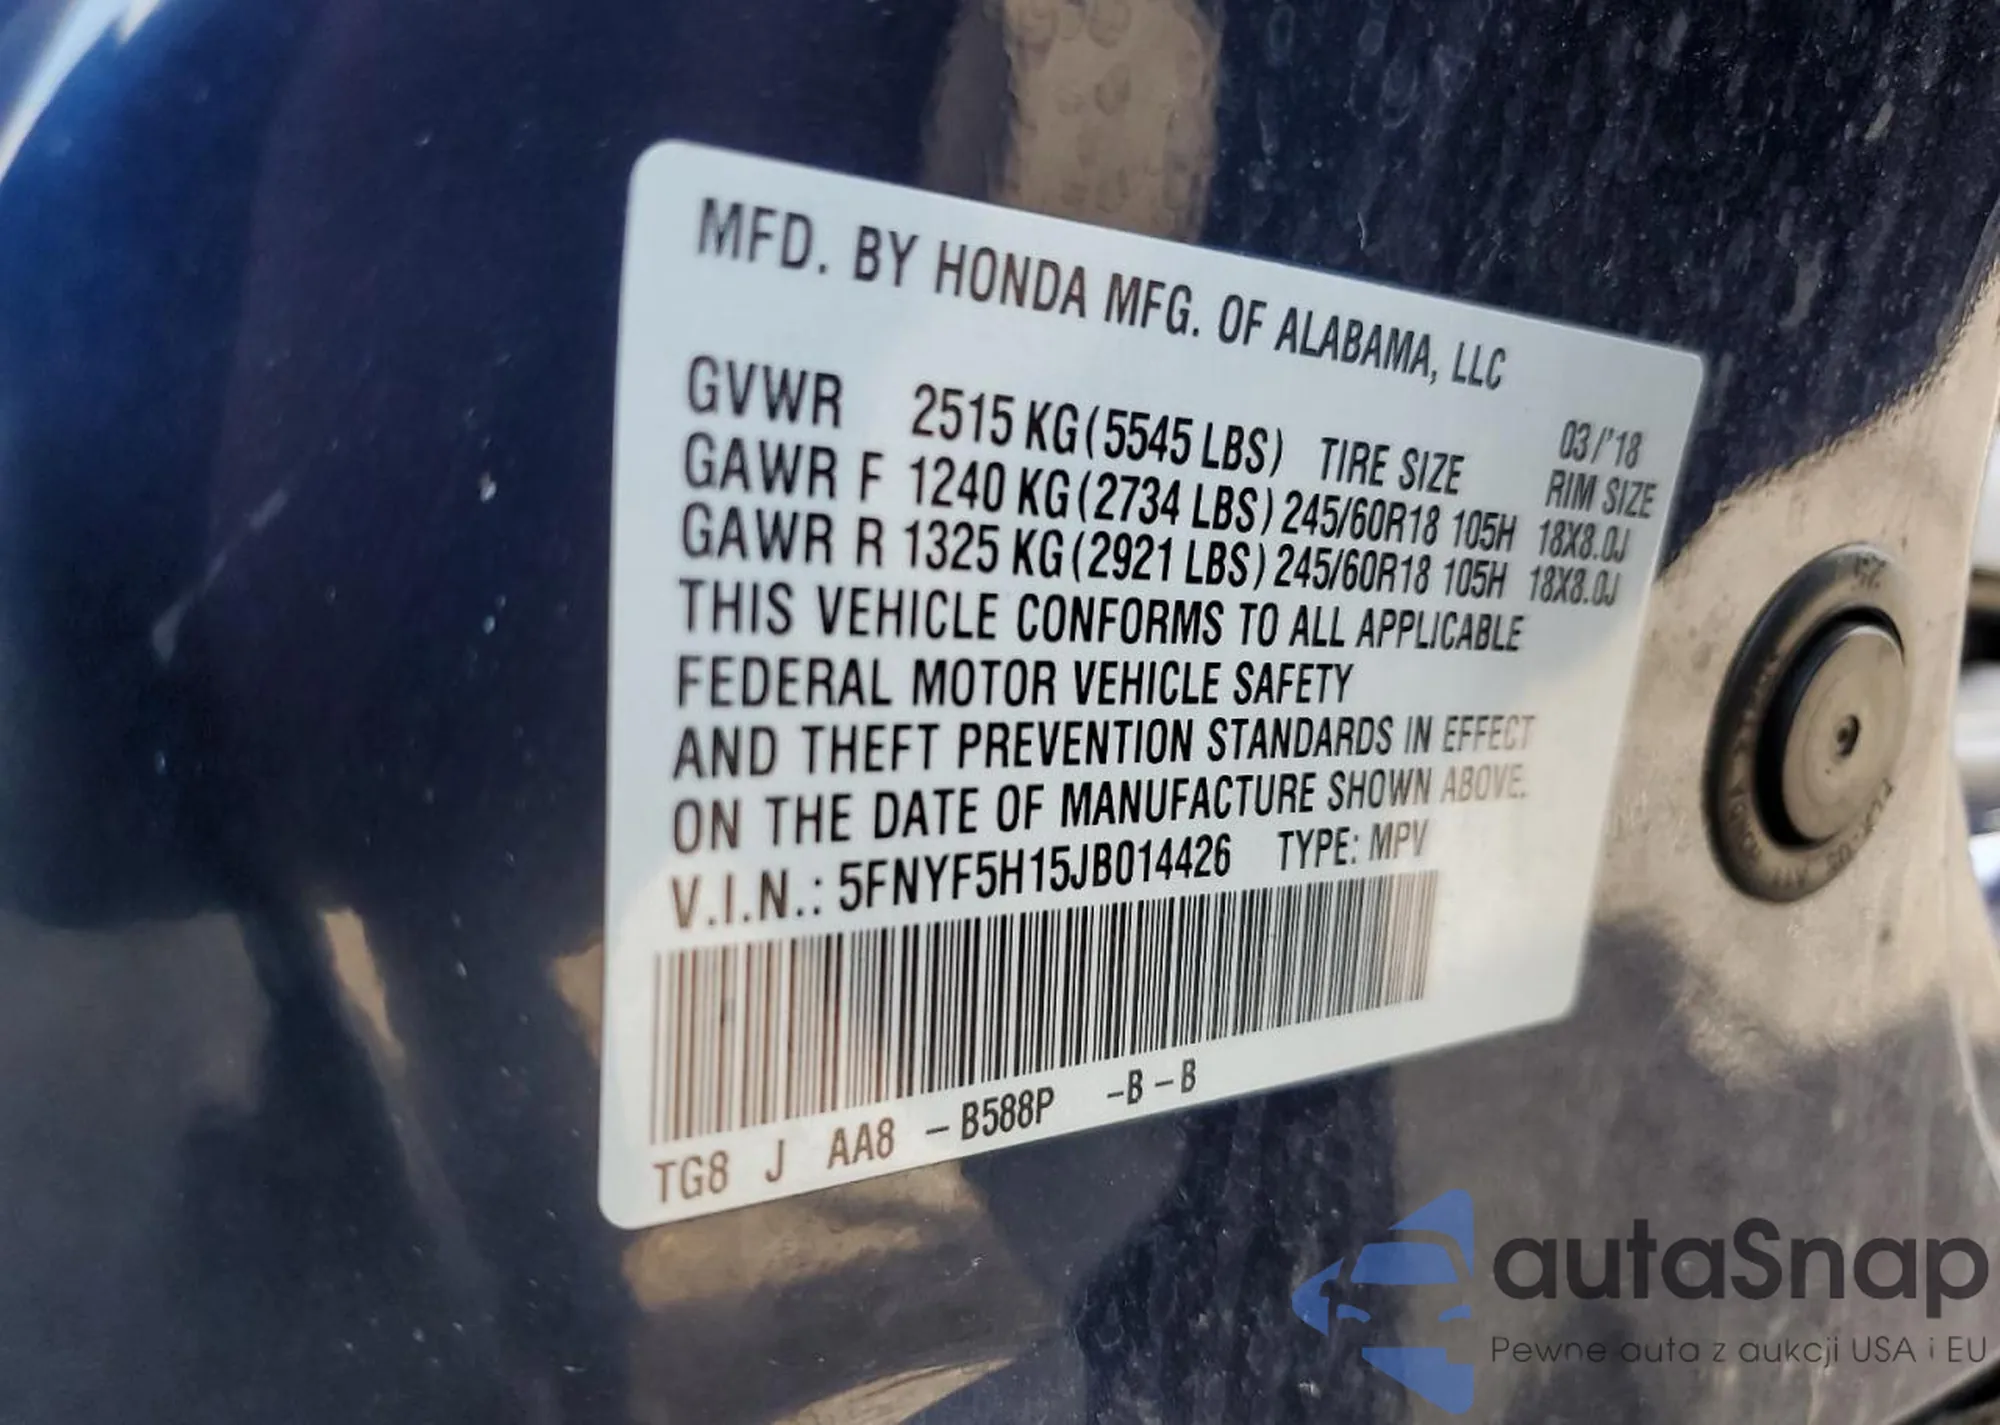 MFD. BY HONDA MFG. OF ALABAMA, LLC
03/'18
GVWR 2515 KG (5545 LBS) TIRE SIZE RIM SIZE
GAWR F 1240 KG (2734 LBS) 245/60R18 105H 18X8.0J
GAWR R 1325 KG (2921 LBS) 245/60R18 105H 18X8.0J
THIS VEHICLE CONFORMS TO ALL APPLICABLE
FEDERAL MOTOR VEHICLE SAFETY
AND THEFT PREVENTION STANDARDS IN EFFECT
ON THE DATE OF MANUFACTURE SHOWN ABOVE.
V.I.N.: 5FNYF5H15JB014426 TYPE: MPV
TG8 J AA8 – B588P –B – B
autaSnap
Pewne auta z aukcji USA i EU